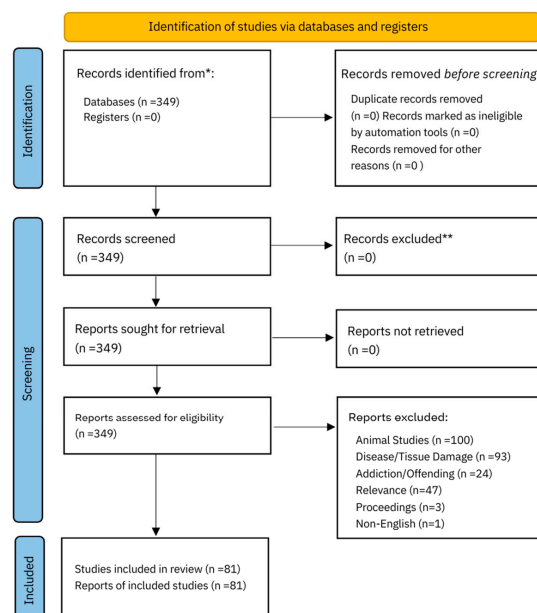 Identification of studies via databases and registers
Identification
Records identified from*:
Databases (n =349)
Registers (n =0)
Records removed before screening
Duplicate records removed
(n =0) Records marked as ineligible
by automation tools (n =0)
Records removed for other
reasons (n =0 )
Screening
Records screened
(n =349)
Records excluded**
(n =0)
Reports sought for retrieval
(n =349)
Reports not retrieved
(n =0)
Reports assessed for eligibility
(n =349)
Reports excluded:
Animal Studies (n =100)
Disease/Tissue Damage (n =93)
Addiction/Offending (n =24)
Relevance (n=47)
Proceedings (n=3)
Non-English (n=1)
Included
Studies included in review (n =81)
Reports of included studies (n =81)